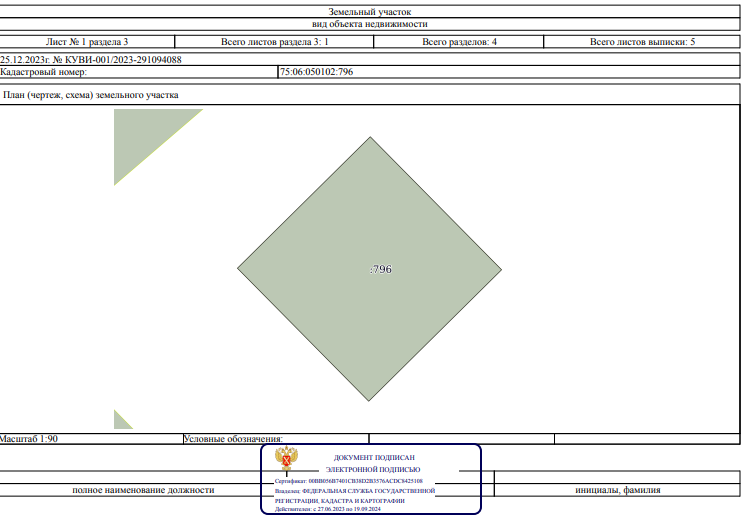 Земельный участок
вид объекта недвижимости
Лист № 1 раздела 3 Всего листов раздела 3: 1 Всего разделов: 4 Всего листов выписки: 5
25.12.2023г. № КУВИ-001/2023-291094088
Кадастровый номер: 75:06:050102:796
План (чертеж, схема) земельного участка
:796
Масштаб 1:90 Условные обозначения:
ДОКУМЕНТ ПОДПИСАН
ЭЛЕКТРОННОЙ ПОДПИСЬЮ
Сертификат: 00BB056B7401CB38D2B3576ACDC8425108
Владелец: ФЕДЕРАЛЬНАЯ СЛУЖБА ГОСУДАРСТВЕННОЙ
РЕГИСТРАЦИИ, КАДАСТРА И КАРТОГРАФИИ
Действителен: с 27.06.2023 по 19.09.2024
полное наименование должности инициалы, фамилия